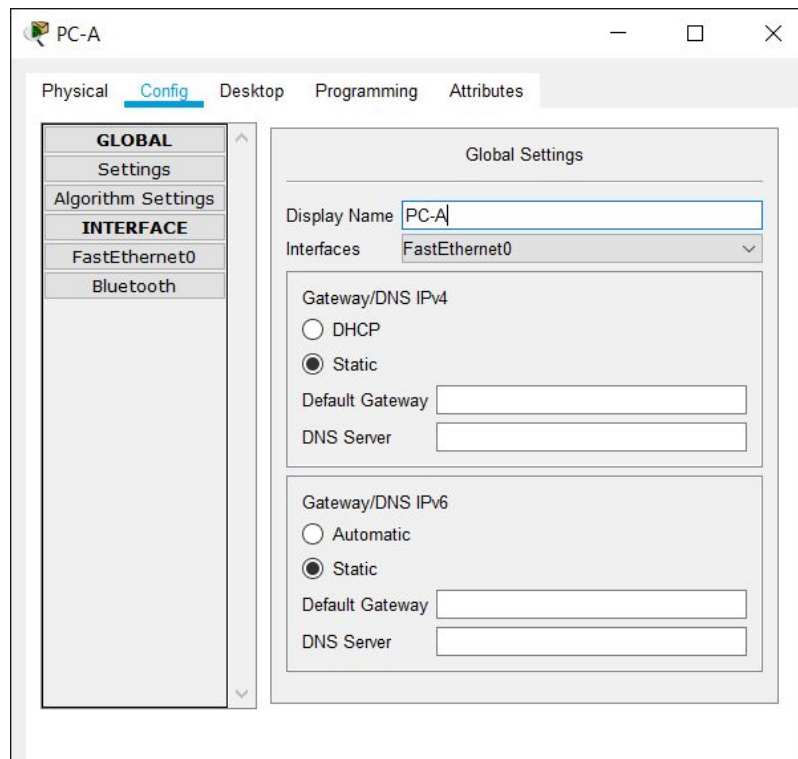 PC-A
Physical Config Desktop Programming Attributes
GLOBAL
Settings
Algorithm Settings
INTERFACE
FastEthernet0
Bluetooth
Global Settings
Display Name PC-A
Interfaces FastEthernet0
Gateway/DNS IPv4
DHCP
Static
Default Gateway
DNS Server
Gateway/DNS IPv6
Automatic
Static
Default Gateway
DNS Server